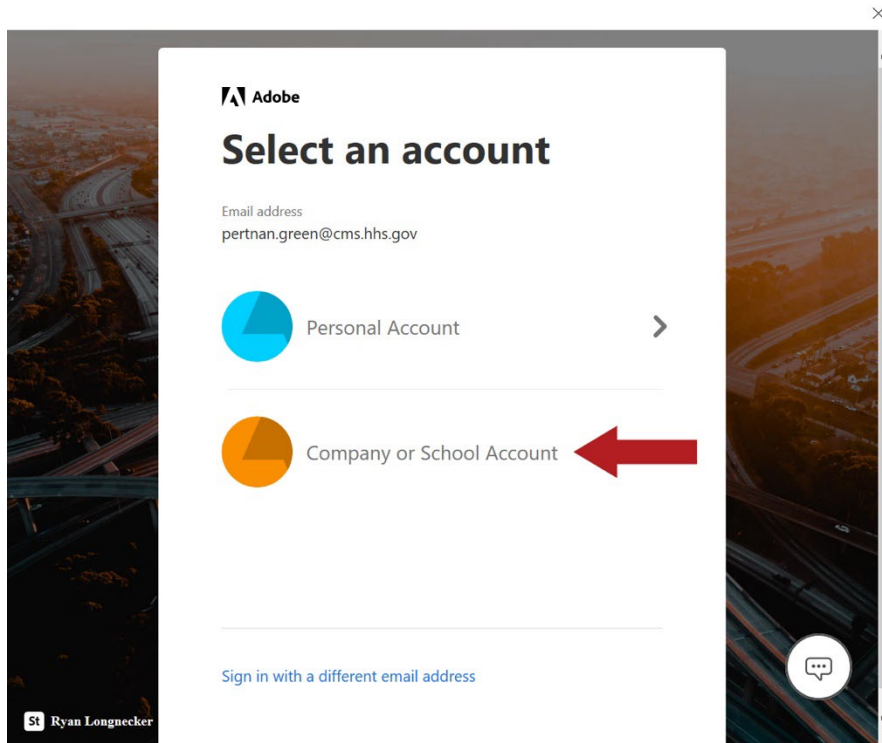 Adobe
Select an account
Email address
pertnan.green@cms.hhs.gov
Personal Account
Company or School Account
Sign in with a different email address
St Ryan Longnecker